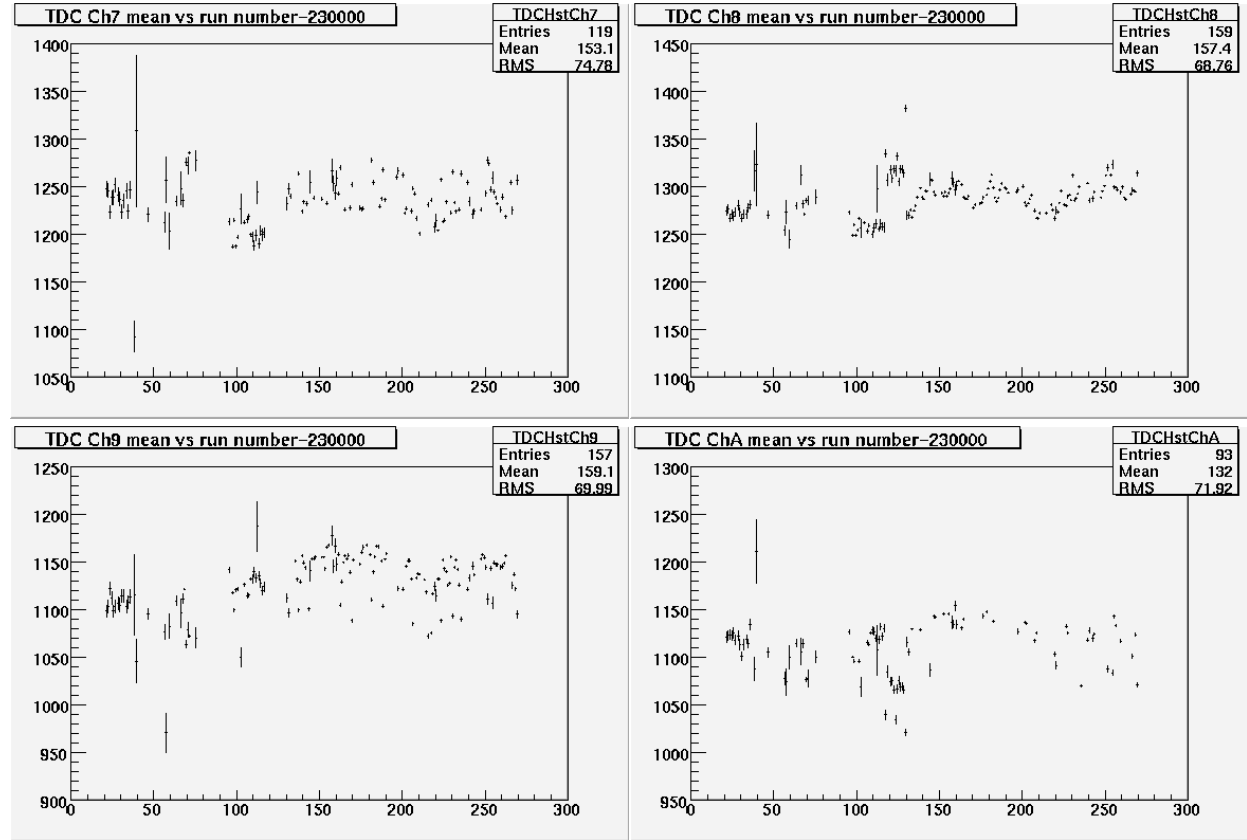 TDC Ch7 mean vs run number-230000
TDCHstCh7
Entries 119
Mean 153.1
RMS 74.78
1400
1350
1300
1250
1200
1150
1100
1050
0 50 100 150 200 250 300
TDC Ch8 mean vs run number-230000
TDCHstCh8
Entries 159
Mean 157.4
RMS 68.76
1450
1400
1350
1300
1250
1200
1150
1100
0 50 100 150 200 250 300
TDC Ch9 mean vs run number-230000
TDCHstCh9
Entries 157
Mean 159.1
RMS 69.99
1250
1200
1150
1100
1050
1000
950
900
0 50 100 150 200 250 300
TDC ChA mean vs run number-230000
TDCHstChA
Entries 93
Mean 132
RMS 71.92
1300
1250
1200
1150
1100
1050
1000
950
0 50 100 150 200 250 300